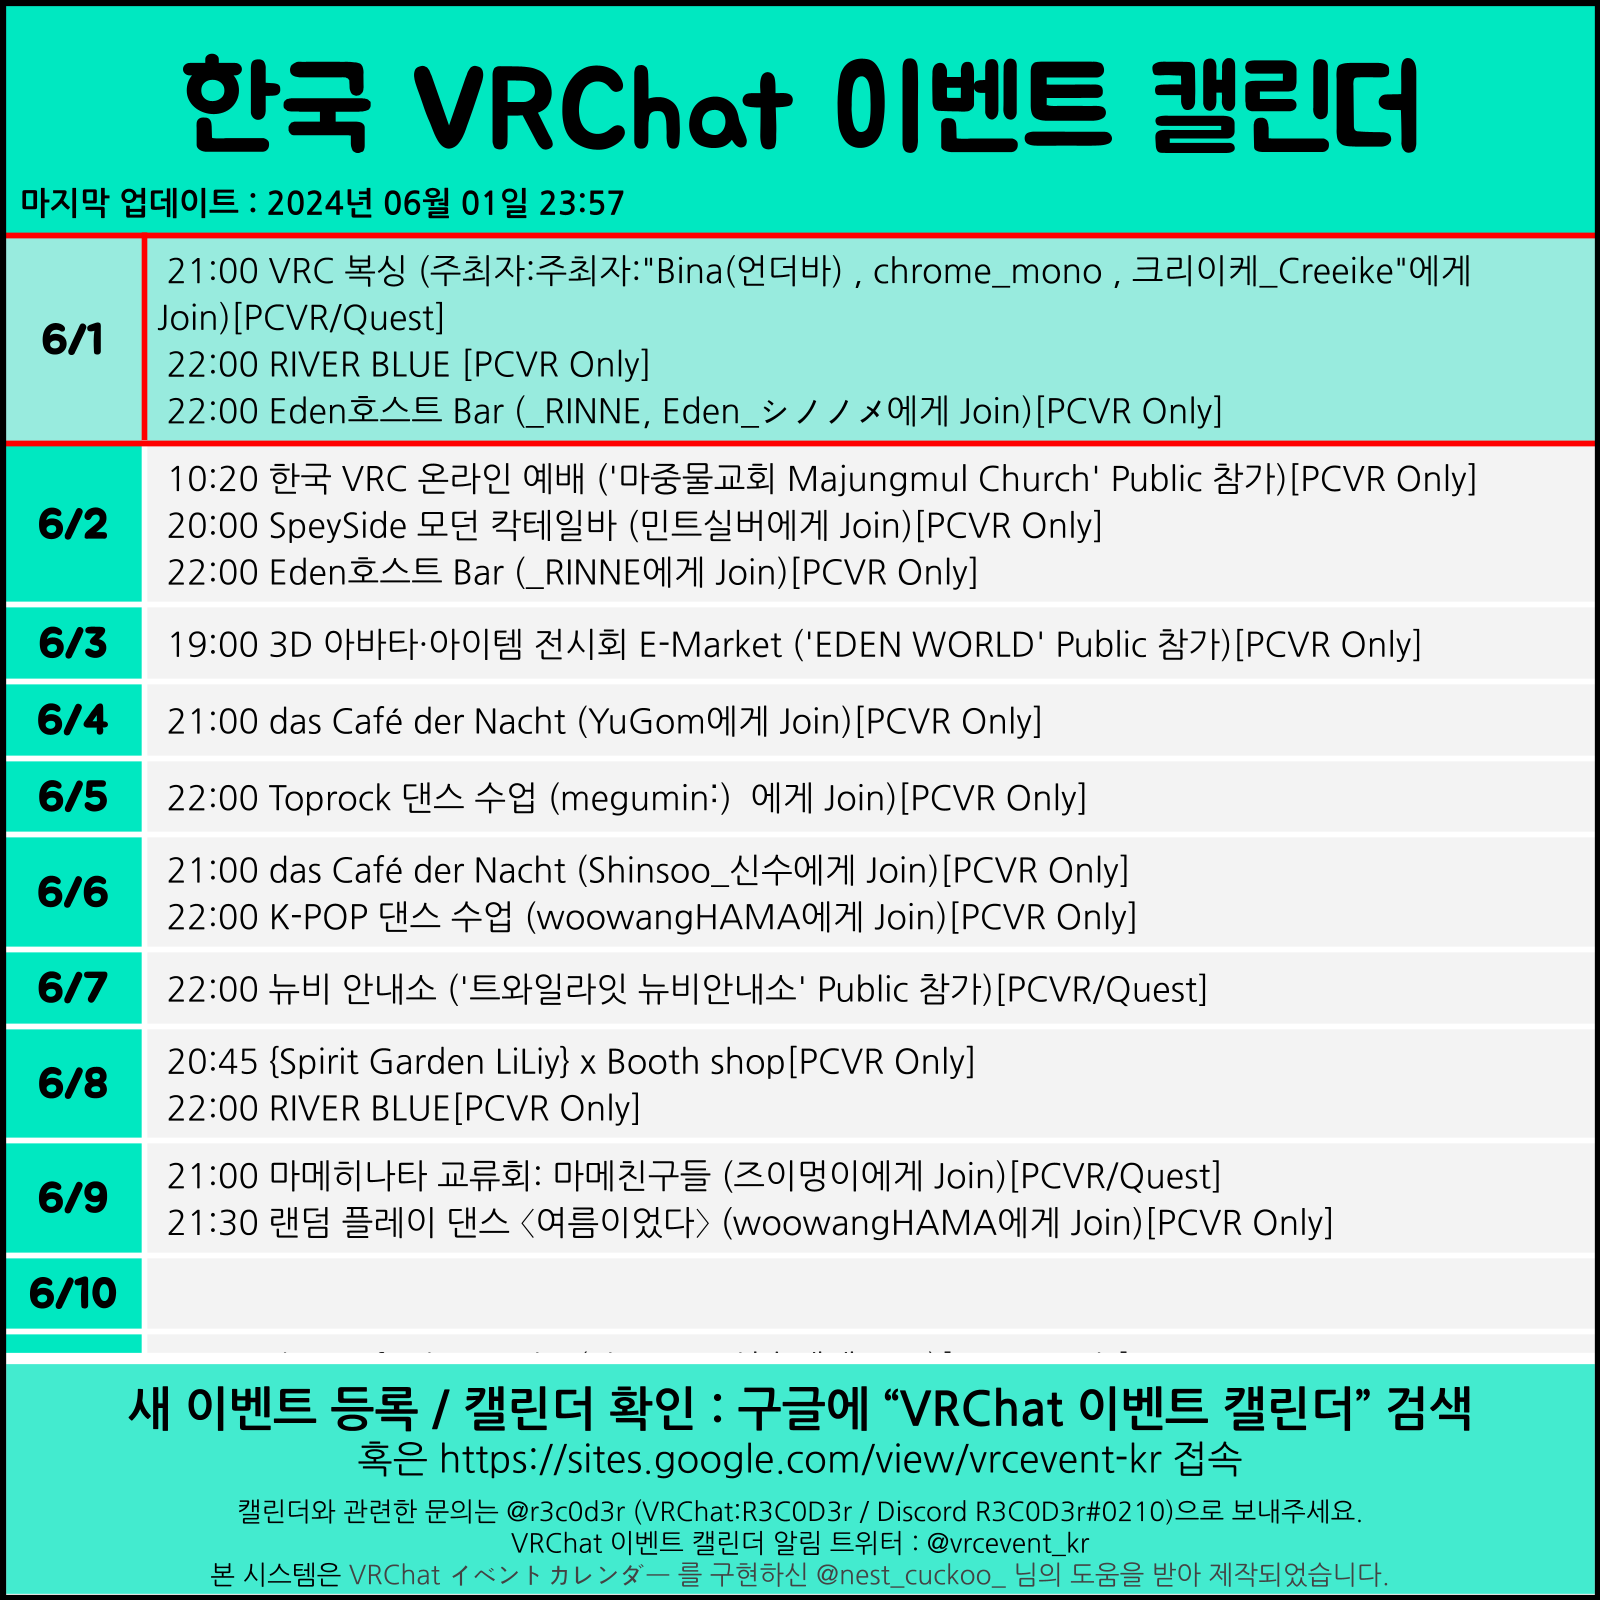 한국 VRChat 이벤트 캘린더
마지막 업데이트 : 2024년 06월 01일 23:57
6/1
21:00 VRC 복싱 (주최자:주최자:"Bina(언더바) , chrome_mono , 크리이케_Creeike"에게
Join)[PCVR/Quest]
22:00 RIVER BLUE [PCVR Only]
22:00 Eden호스트 Bar (_RINNE, Eden_シノノメ에게 Join)[PCVR Only]
6/2
10:20 한국 VRC 온라인 예배 ('마중물교회 Majungmul Church' Public 참가)[PCVR Only]
20:00 SpeySide 모던 칵테일바 (민트실버에게 Join)[PCVR Only]
22:00 Eden호스트 Bar (_RINNE에게 Join)[PCVR Only]
6/3
19:00 3D 아바타·아이템 전시회 E-Market ('EDEN WORLD' Public 참가)[PCVR Only]
6/4
21:00 das Café der Nacht (YuGom에게 Join)[PCVR Only]
6/5
22:00 Toprock 댄스 수업 (megumin:)  에게 Join)[PCVR Only]
6/6
21:00 das Café der Nacht (Shinsoo_신수에게 Join)[PCVR Only]
22:00 K-POP 댄스 수업 (woowangHAMA에게 Join)[PCVR Only]
6/7
22:00 뉴비 안내소 ('트와일라잇 뉴비안내소' Public 참가)[PCVR/Quest]
6/8
20:45 {Spirit Garden LiLiy} x Booth shop[PCVR Only]
22:00 RIVER BLUE[PCVR Only]
6/9
21:00 마메히나타 교류회: 마메친구들 (즈이멍이에게 Join)[PCVR/Quest]
21:30 랜덤 플레이 댄스 〈여름이었다〉 (woowangHAMA에게 Join)[PCVR Only]
6/10
새 이벤트 등록 / 캘린더 확인 : 구글에 “VRChat 이벤트 캘린더” 검색
혹은 https://sites.google.com/view/vrcevent-kr 접속
캘린더와 관련한 문의는 @r3c0d3r (VRChat:R3C0D3r / Discord R3C0D3r#0210)으로 보내주세요.
VRChat 이벤트 캘린더 알림 트위터 : @vrcevent_kr
본 시스템은 VRChat イベントカレンダー 를 구현하신 @nest_cuckoo_ 님의 도움을 받아 제작되었습니다.